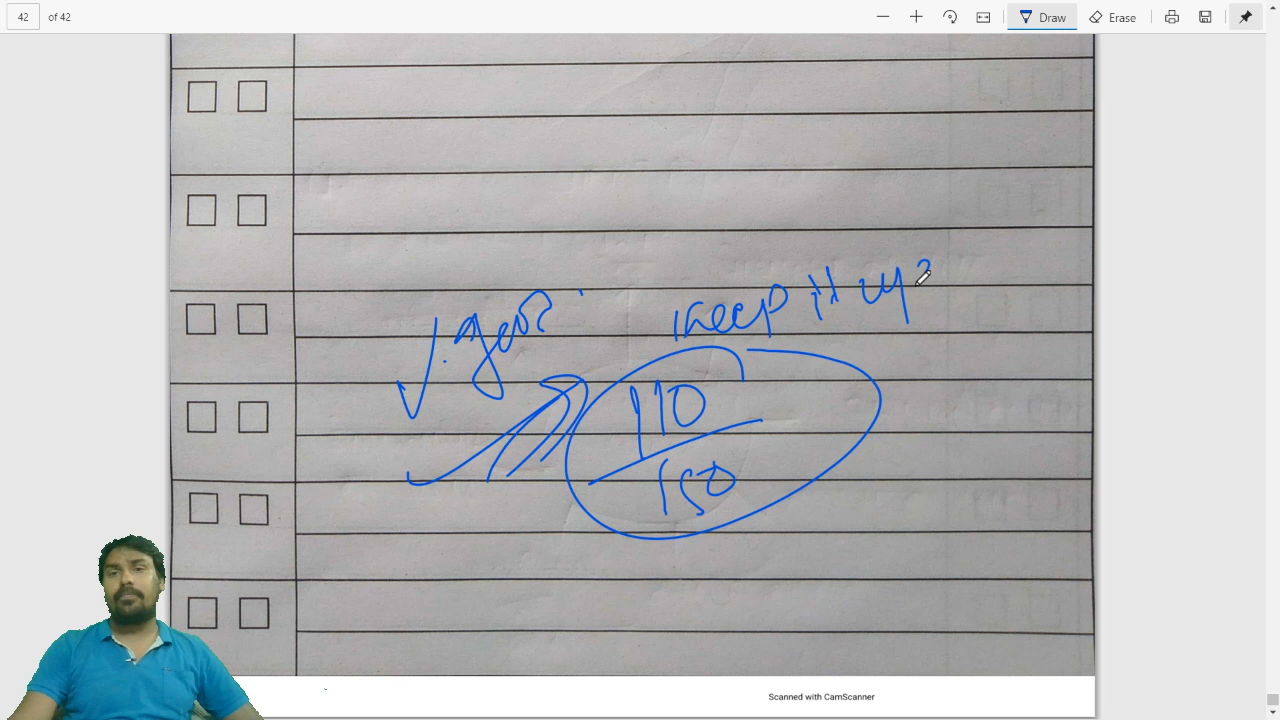 42 of 42 Draw Erase
V. good. Keep it up
110
150
Scanned with CamScanner